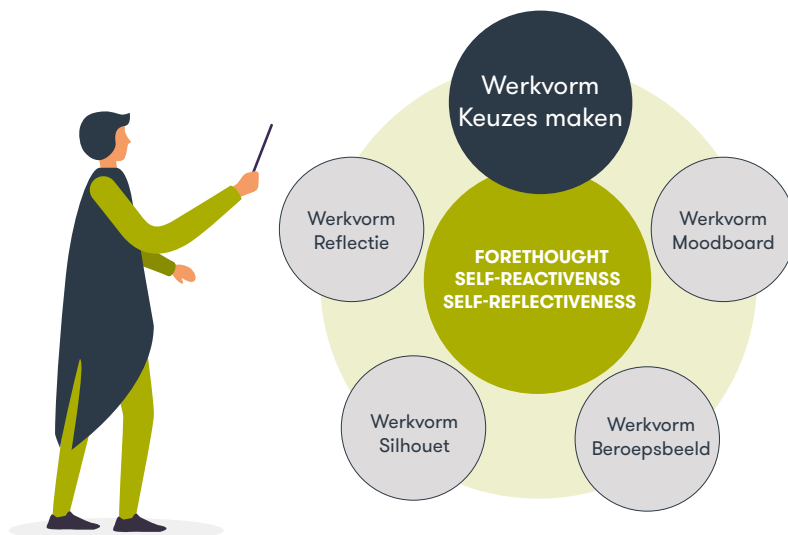 Werkvorm
Keuzes maken
Werkvorm
Reflectie
Werkvorm
Moodboard
FORETHOUGHT
SELF-REACTIVENSS
SELF-REFLECTIVENESS
Werkvorm
Silhouet
Werkvorm
Beroepsbeeld